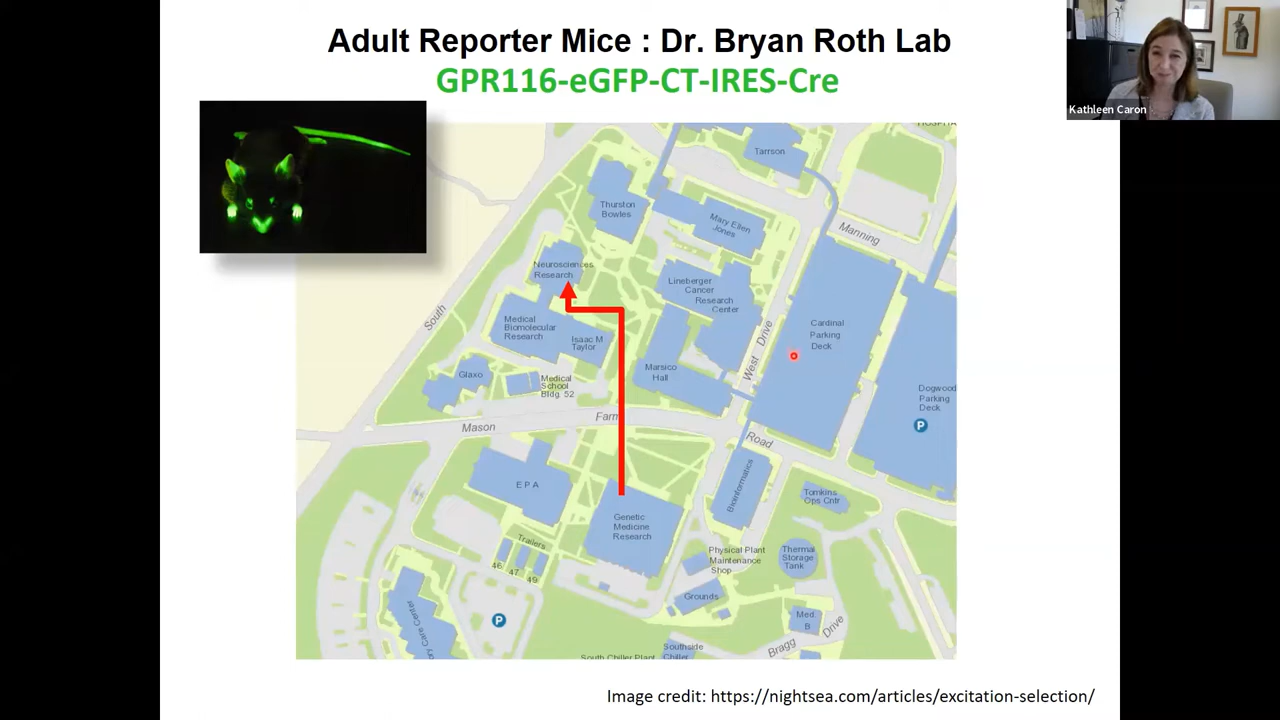 Adult Reporter Mice : Dr. Bryan Roth Lab
GPR116-eGFP-CT-IRES-Cre
Kathleen Caron
Tarrson
Thurston
Bowles
Mary Ellen
Jones
Manning
Neurosciences
Research
Lineberger
Cancer
Research
Center
South
Medical
Biomolecular
Research
Isaac M
Taylor
West Drive
Cardinal
Parking
Deck
Marsico
Hall
Glaxo
Medical
School
Bldg. 52
Dogwood
Parking
Deck
P
Mason
Farm
Road
E P A
Bioinformatics
Tomkins
Ops Cntr
Genetic
Medicine
Research
Trailers
46
47
49
Physical Plant
Maintenance
Shop
Thermal
Storage
Tank
Grounds
Med.
B
P
Bragg
Drive
Care Center
Southside
Chiller
South Chiller Plant
Image credit: https://nightsea.com/articles/excitation-selection/